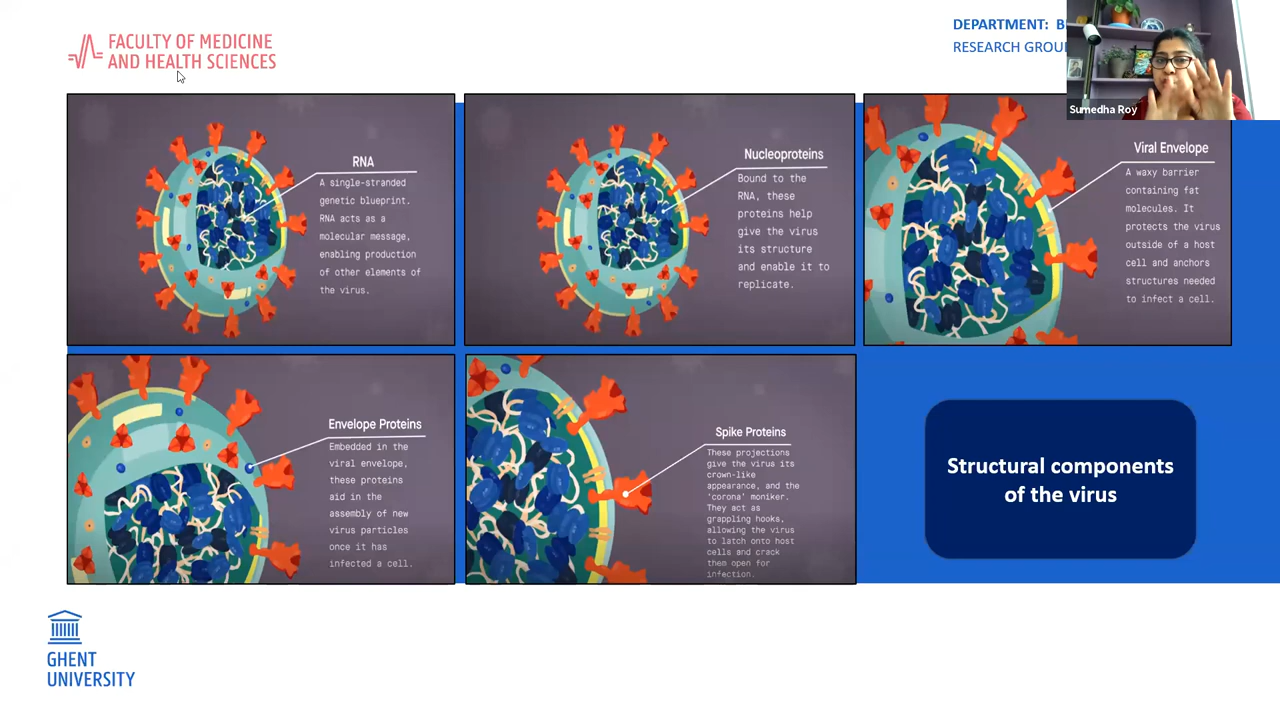 FACULTY OF MEDICINE
AND HEALTH SCIENCES
DEPARTMENT:
RESEARCH GROU
Sumedha Roy
RNA
A single-stranded
genetic blueprint.
RNA acts as a
molecular message,
enabling production
of other elements of
the virus.
Nucleoproteins
Bound to the
RNA, these
proteins help
give the virus
its structure
and enable it to
replicate.
Viral Envelope
A waxy barrier
containing fat
molecules. It
protects the virus
outside of a host
cell and anchors
structures needed
to infect a cell.
Envelope Proteins
Embedded in the
viral envelope,
these proteins
aid in the
assembly of new
virus particles
once it has
infected a cell.
Spike Proteins
These projections
give the virus its
crown-like
appearance, and the
'corona' moniker.
They act as
grappling hooks,
allowing the virus
to latch onto host
cells and crack
them open for
infection.
Structural components
of the virus
GHENT
UNIVERSITY